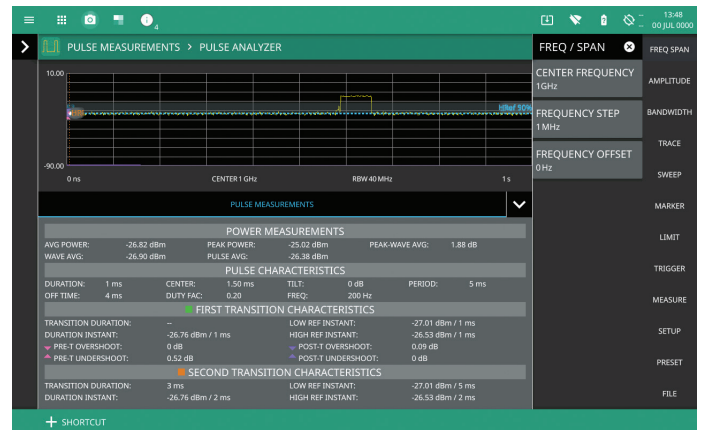 4
13:48
00 JUL 0000
PULSE MEASUREMENTS > PULSE ANALYZER
FREQ / SPAN
FREQ SPAN
10.00
HRef 90%
-90.00
0 ns CENTER 1 GHz RBW 40 MHz 1 s
CENTER FREQUENCY
1GHz
FREQUENCY STEP
1 MHz
FREQUENCY OFFSET
0 Hz
AMPLITUDE
BANDWIDTH
TRACE
SWEEP
MARKER
LIMIT
TRIGGER
MEASURE
SETUP
PRESET
FILE
PULSE MEASUREMENTS
POWER MEASUREMENTS
AVG POWER: -26.82 dBm PEAK POWER: -25.02 dBm PEAK-WAVE AVG: 1.88 dB
WAVE AVG: -26.90 dBm PULSE AVG: -26.38 dBm
PULSE CHARACTERISTICS
DURATION: 1 ms CENTER: 1.50 ms TILT: 0 dB PERIOD: 5 ms
OFF TIME: 4 ms DUTY FAC: 0.20 FREQ: 200 Hz
FIRST TRANSITION CHARACTERISTICS
TRANSITION DURATION: -- LOW REF INSTANT: -27.01 dBm / 1 ms
DURATION INSTANT: -26.76 dBm / 1 ms HIGH REF INSTANT: -26.53 dBm / 1 ms
PRE-T OVERSHOOT: 0 dB POST-T OVERSHOOT: 0.09 dB
PRE-T UNDERSHOOT: 0.52 dB POST-T UNDERSHOOT: 0 dB
SECOND TRANSITION CHARACTERISTICS
TRANSITION DURATION: 3 ms LOW REF INSTANT: -27.01 dBm / 5 ms
DURATION INSTANT: -26.76 dBm / 2 ms HIGH REF INSTANT: -26.53 dBm / 2 ms
+ SHORTCUT